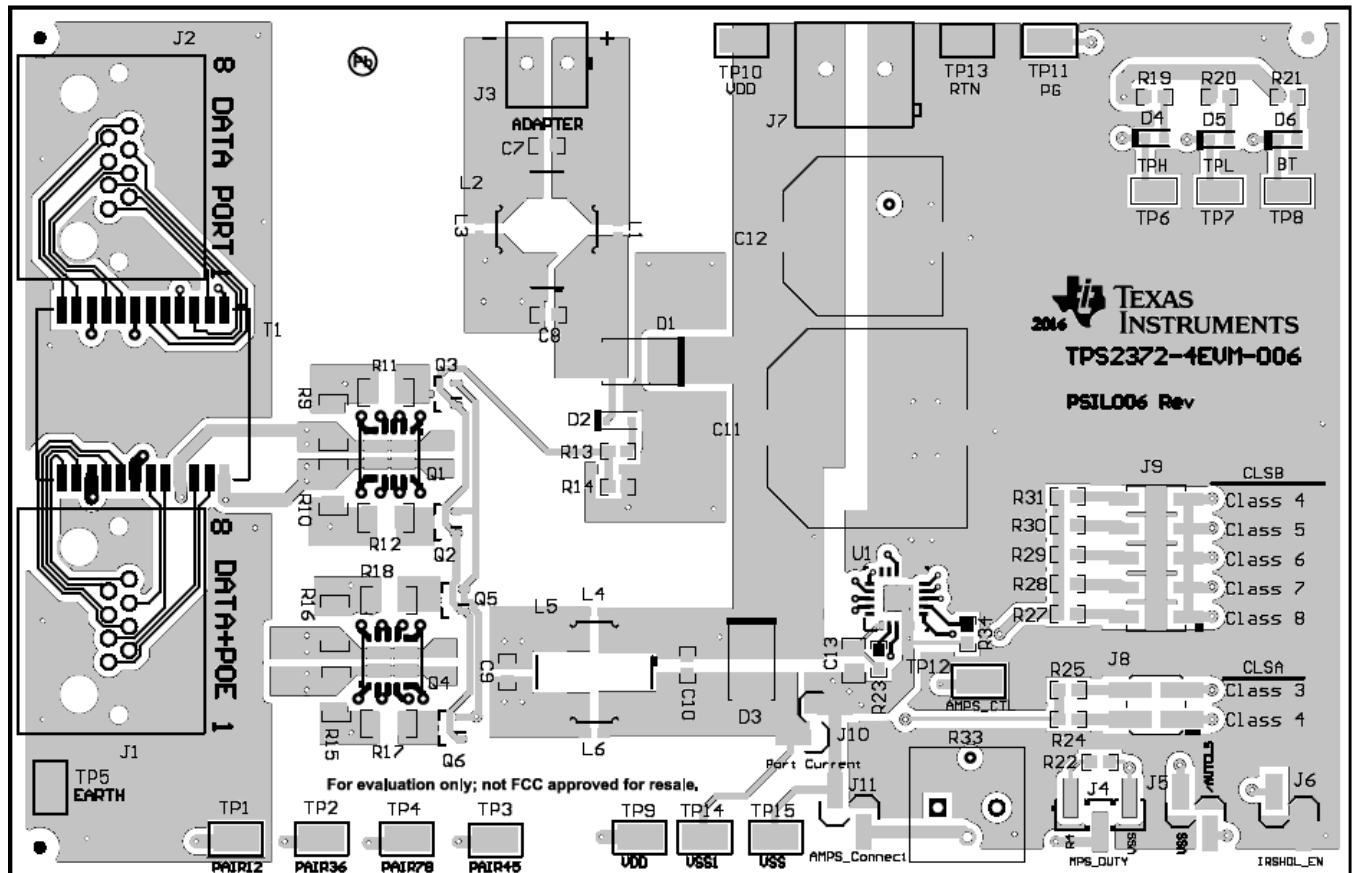 J2
8 DATA PORT 1
Pb
- +
J3
ADAPTER
C7
L2
L3
L1
C8
TP10
VDD
J7
TP13
RTN
TP11
PG
R19 R20 R21
D4 D5 D6
TPH TPL BT
TP6 TP7 TP8
C12
T1
D1
2016
TEXAS
INSTRUMENTS
TPS2372-4EVM-006
PSIL006 Rev
R11 Q3
R9
D2
C11
R13
R14
Q1
R10
R12 Q2
J9 CLSB
R31 Class 4
R30 Class 5
R29 Class 6
R28 Class 7
R27 Class 8
U1
8 DATA+POE 1
R18
R16
Q5
L5 L4
C9
Q4
C10
C13
R23
R34
TP12
AMPS_CTL
J8 CLSA
R25 Class 3
Class 4
R24
J1
R15 R17 Q6
L6
D3
J10
Port Current
R33
R22
TP5
EARTH
For evaluation only; not FCC approved for resale.
J11
J4
J5
/AUTCLS
J6
TP1 TP2 TP4 TP3
PAIR12 PAIR36 PAIR78 PAIR45
TP9 TP14 TP15
VDD VSS1 VSS
AMPS_Connect
VSS
MPS_DUTY
VSS
IRSHDL_EN